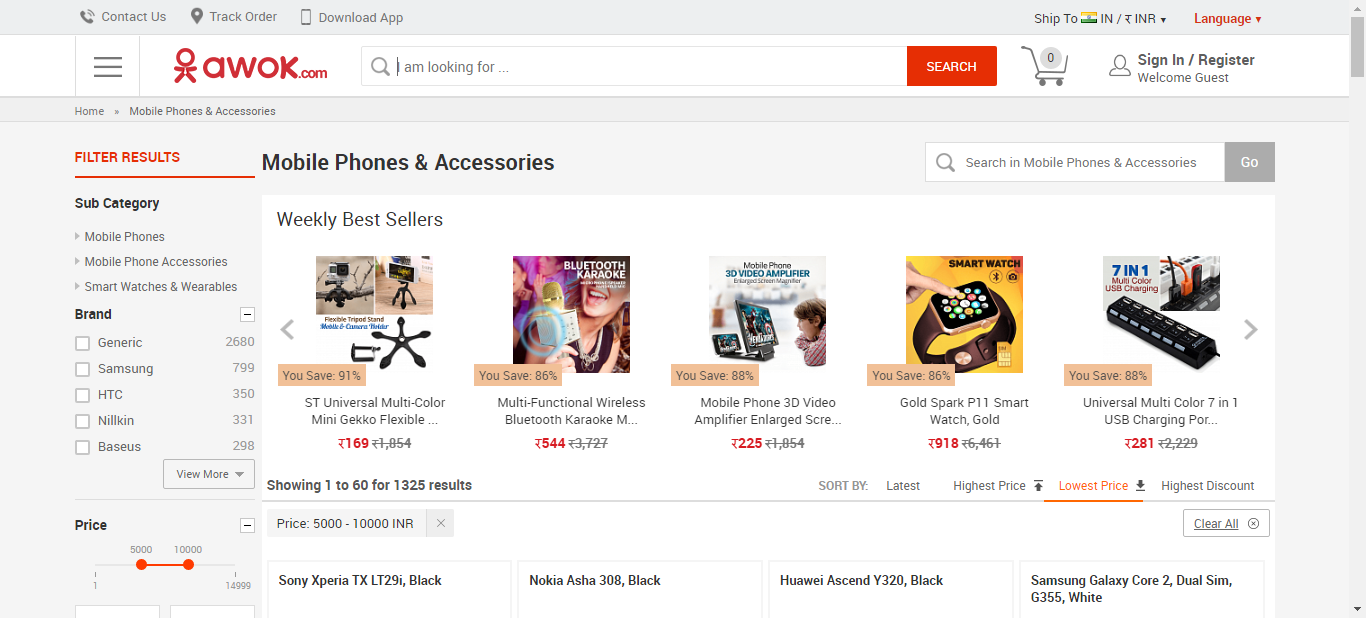 Contact Us
Track Order
Download App
Ship To IN / ₹ INR
Language
awok.com
I am looking for ...
SEARCH
0
Sign In / Register
Welcome Guest
Home » Mobile Phones & Accessories
FILTER RESULTS
Sub Category
Mobile Phones
Mobile Phone Accessories
Smart Watches & Wearables
Brand
Generic 2680
Samsung 799
HTC 350
Nillkin 331
Baseus 298
View More
Price
5000 10000
1 14999
Mobile Phones & Accessories
Search in Mobile Phones & Accessories
Go
Weekly Best Sellers
Flexible Tripod Stand
Mobile & Camera Holder
You Save: 91%
ST Universal Multi-Color
Mini Gekko Flexible ...
₹169 ₹1,854
BLUETOOTH
KARAOKE
You Save: 86%
Multi-Functional Wireless
Bluetooth Karaoke M...
₹544 ₹3,727
Mobile Phone
3D VIDEO AMPLIFIER
Enlarged Screen Magnifier
You Save: 88%
Mobile Phone 3D Video
Amplifier Enlarged Scre...
₹225 ₹1,854
SMART WATCH
You Save: 86%
Gold Spark P11 Smart
Watch, Gold
₹918 ₹6,461
7 IN 1
Multi Color
USB Charging
You Save: 88%
Universal Multi Color 7 in 1
USB Charging Por...
₹281 ₹2,229
Showing 1 to 60 for 1325 results
SORT BY: Latest Highest Price Lowest Price Highest Discount
Price: 5000 - 10000 INR
Clear All
Sony Xperia TX LT29i, Black
Nokia Asha 308, Black
Huawei Ascend Y320, Black
Samsung Galaxy Core 2, Dual Sim,
G355, White